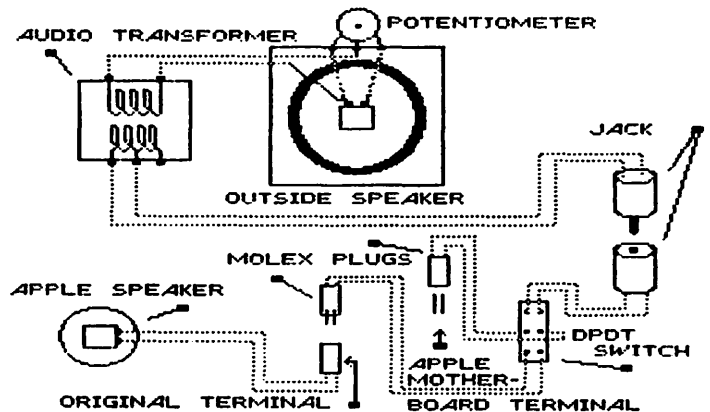 POTENTIOMETER
AUDIO TRANSFORMER
JACK
OUTSIDE SPEAKER
MOLEX PLUGS
APPLE SPEAKER
DPDT
SWITCH
APPLE
MOTHER-
ORIGINAL TERMINAL
BOARD TERMINAL